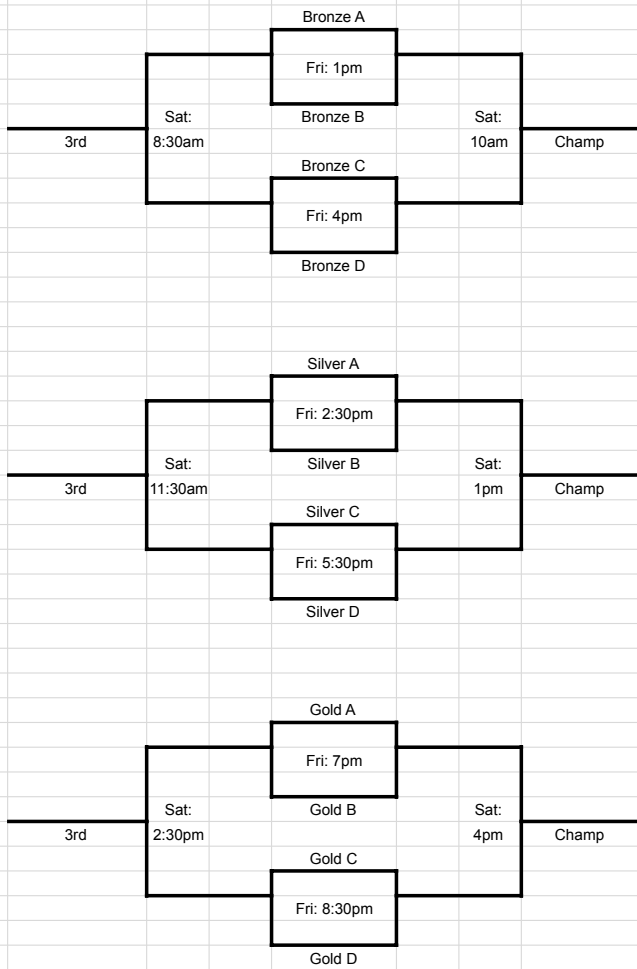 Bronze A
Fri: 1pm
Sat:
Bronze B
Sat:
3rd
8:30am
10am
Champ
Bronze C
Fri: 4pm
Bronze D
Silver A
Fri: 2:30pm
Sat:
Silver B
Sat:
3rd
11:30am
1pm
Champ
Silver C
Fri: 5:30pm
Silver D
Gold A
Fri: 7pm
Sat:
Gold B
Sat:
3rd
2:30pm
4pm
Champ
Gold C
Fri: 8:30pm
Gold D